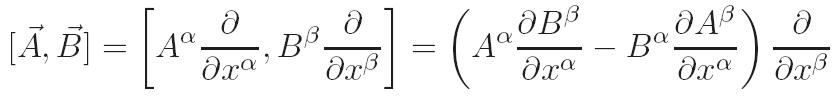 $[\vec{A}, \vec{B}] = \left[ A^\alpha \frac{\partial}{\partial x^\alpha}, B^\beta \frac{\partial}{\partial x^\beta} \right] = \left( A^\alpha \frac{\partial B^\beta}{\partial x^\alpha} - B^\alpha \frac{\partial A^\beta}{\partial x^\alpha} \right) \frac{\partial}{\partial x^\beta}$